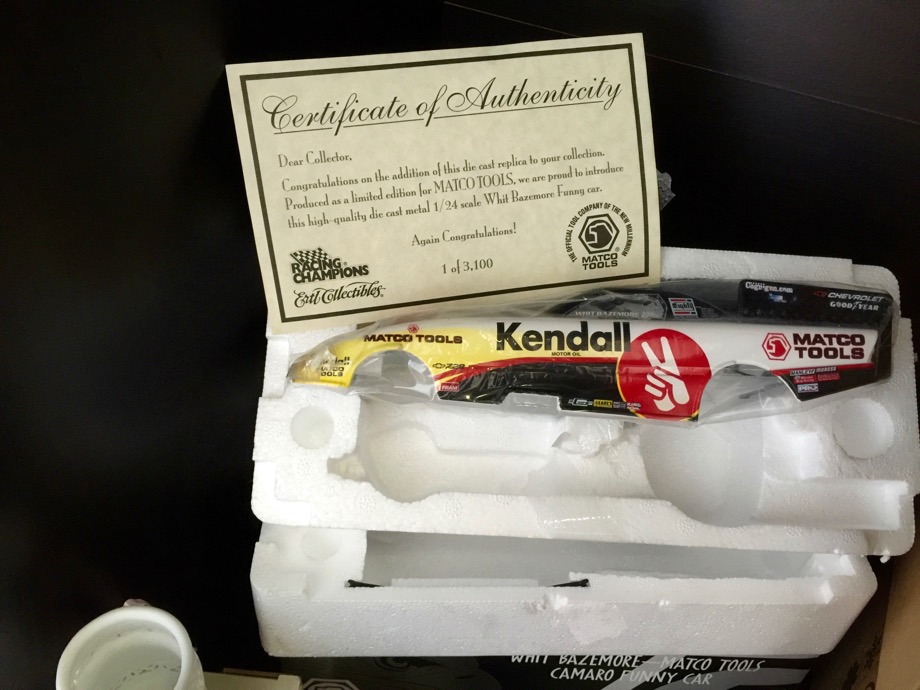 Certificate of Authenticity
Dear Collector,
Congratulations on the addition of this die cast replica to your collection.
Produced as a limited edition for MATCO TOOLS, we are proud to introduce
this high-quality die cast metal 1/24 scale Whit Bazemore Funny car.
Again Congratulations!
1 of 3,100
RACING
CHAMPIONS
Ertl Collectibles
THE OFFICIAL TOOL COMPANY OF THE NEW MILLENNIUM
MATCO
TOOLS
WHIT BAZEMORE
CHEVROLET
GOODYEAR
MATCO TOOLS
Kendall
MOTOR OIL
MATCO
TOOLS
FRAM
WHIT BAZEMORE—MATCO TOOLS
CAMARO FUNNY CAR